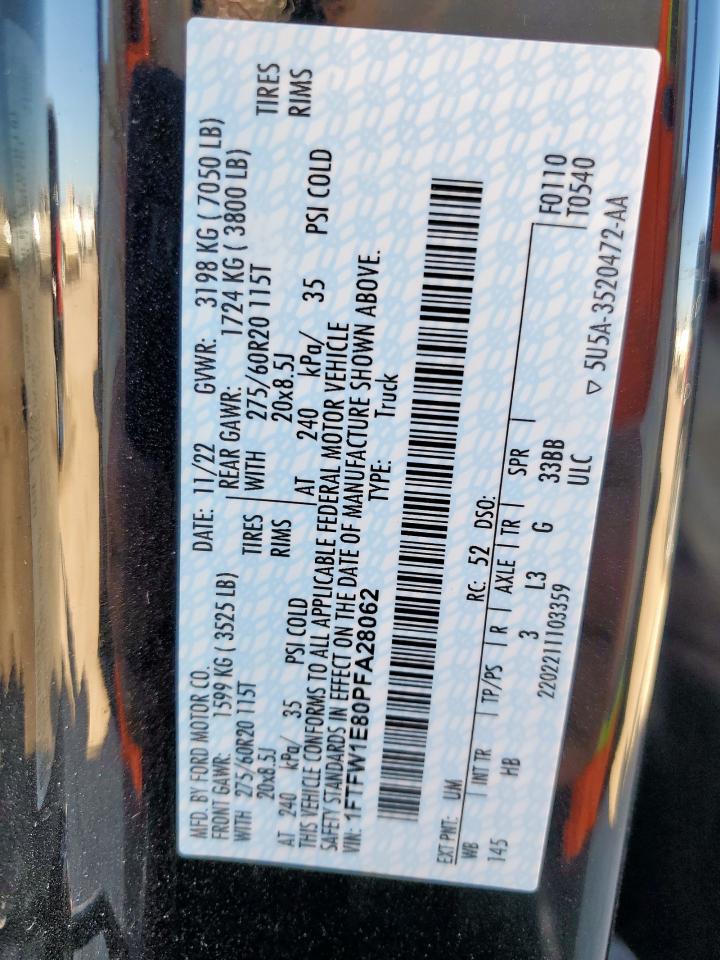 MFD. BY FORD MOTOR CO. DATE: 11/22 GVWR: 3198 KG ( 7050 LB)
FRONT GAWR: 1599 KG ( 3525 LB) REAR GAWR: 1724 KG ( 3800 LB)
WITH 275/60R20 115T TIRES WITH 275/60R20 115T TIRES
20x8.5J RIMS 20x8.5J RIMS
AT 240 kPa/ 35 PSI COLD AT 240 kPa/ 35 PSI COLD
THIS VEHICLE CONFORMS TO ALL APPLICABLE FEDERAL MOTOR VEHICLE
SAFETY STANDARDS IN EFFECT ON THE DATE OF MANUFACTURE SHOWN ABOVE.
VIN: 1FTFW1E80PFA28062 TYPE: Truck
EXT PNT: UM RC: 52 DSO: F0110
WB INT TR TP/PS R AXLE TR SPR T0540
145 HB 3 L3 G 33BB
2202211103359 ULC
▽ 5U5A-3520472-AA